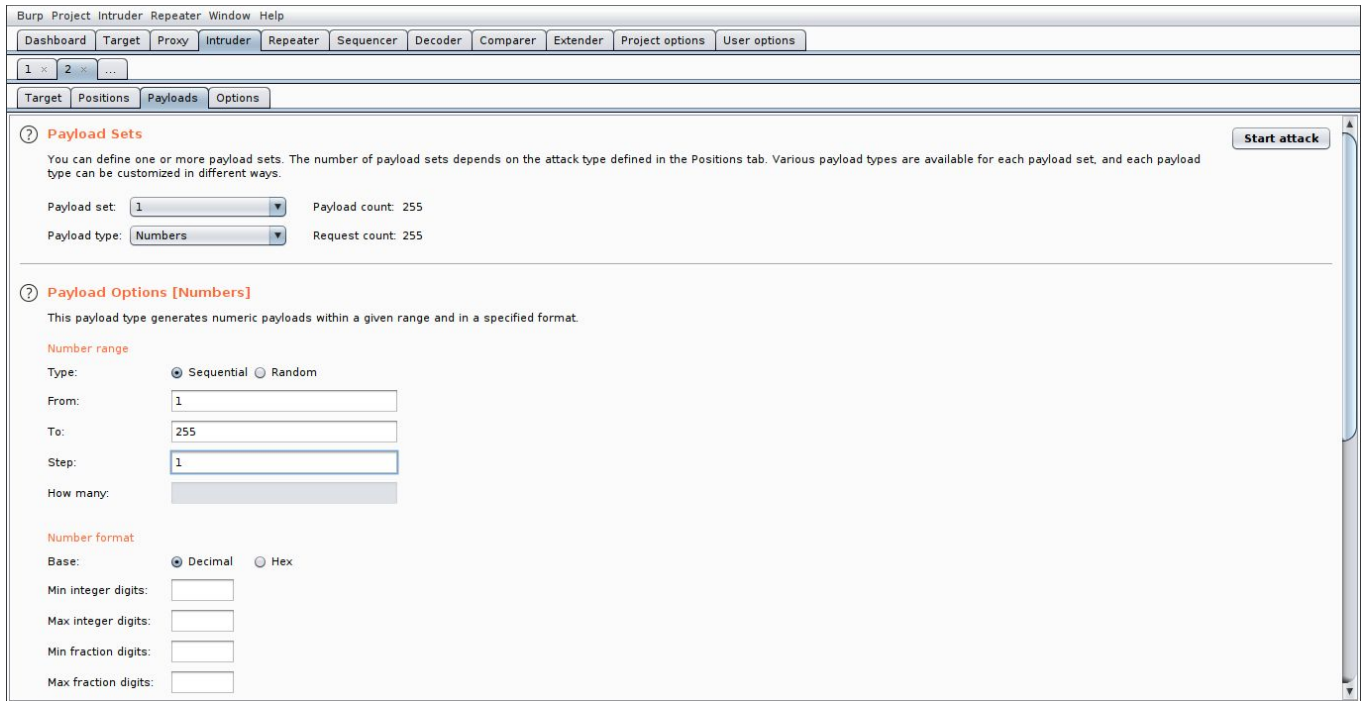 Burp Project Intruder Repeater Window Help
Dashboard Target Proxy Intruder Repeater Sequencer Decoder Comparer Extender Project options User options
1 × 2 × ...
Target Positions Payloads Options
? Payload Sets
Start attack
You can define one or more payload sets. The number of payload sets depends on the attack type defined in the Positions tab. Various payload types are available for each payload set, and each payload
type can be customized in different ways.
Payload set: 1 Payload count: 255
Payload type: Numbers Request count: 255
? Payload Options [Numbers]
This payload type generates numeric payloads within a given range and in a specified format.
Number range
Type: Sequential Random
From: 1
To: 255
Step: 1
How many:
Number format
Base: Decimal Hex
Min integer digits:
Max integer digits:
Min fraction digits:
Max fraction digits: